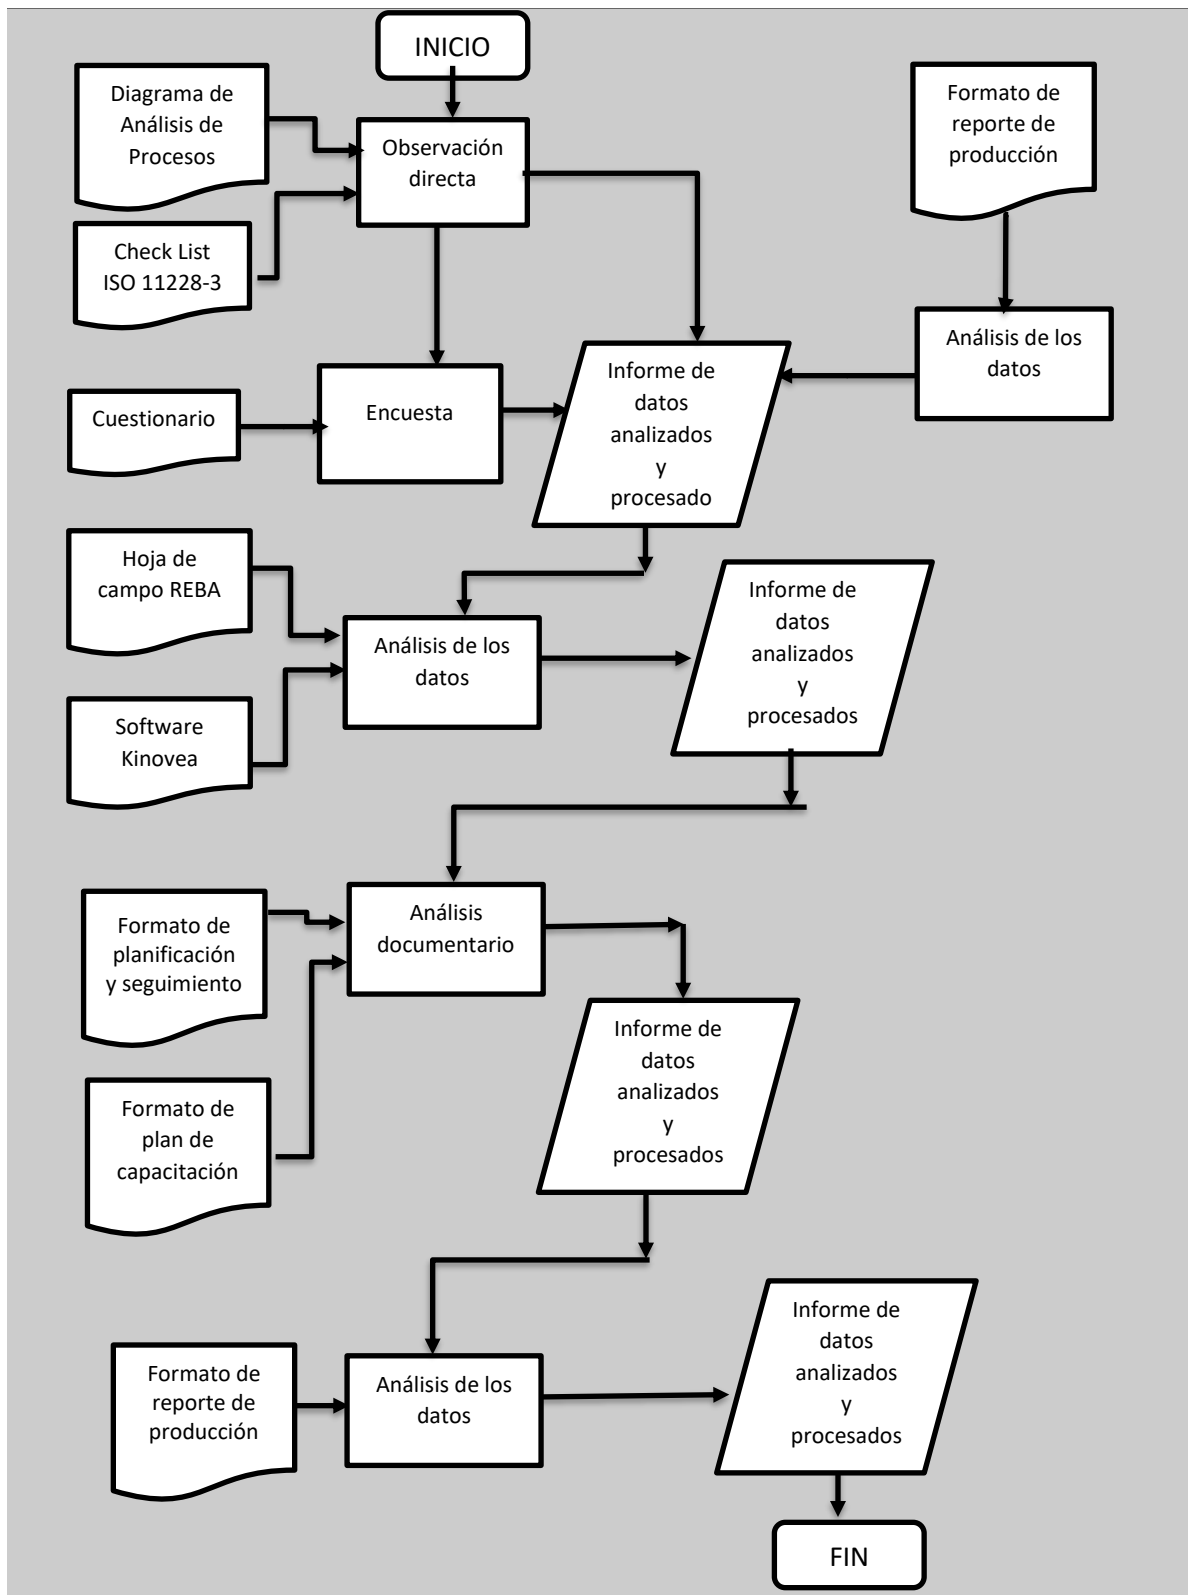 INICIO
Diagrama de
Análisis de
Procesos
Observación
directa
Formato de
reporte de
producción
Check List
ISO 11228-3
Análisis de los
datos
Cuestionario
Encuesta
Informe de
datos
analizados
y
procesado
Hoja de
campo REBA
Software
Kinovea
Análisis de los
datos
Informe de
datos
analizados
y
procesados
Formato de
planificación
y seguimiento
Análisis
documentario
Formato de
plan de
capacitación
Informe de
datos
analizados
y
procesados
Formato de
reporte de
producción
Análisis de los
datos
Informe de
datos
analizados
y
procesados
FIN